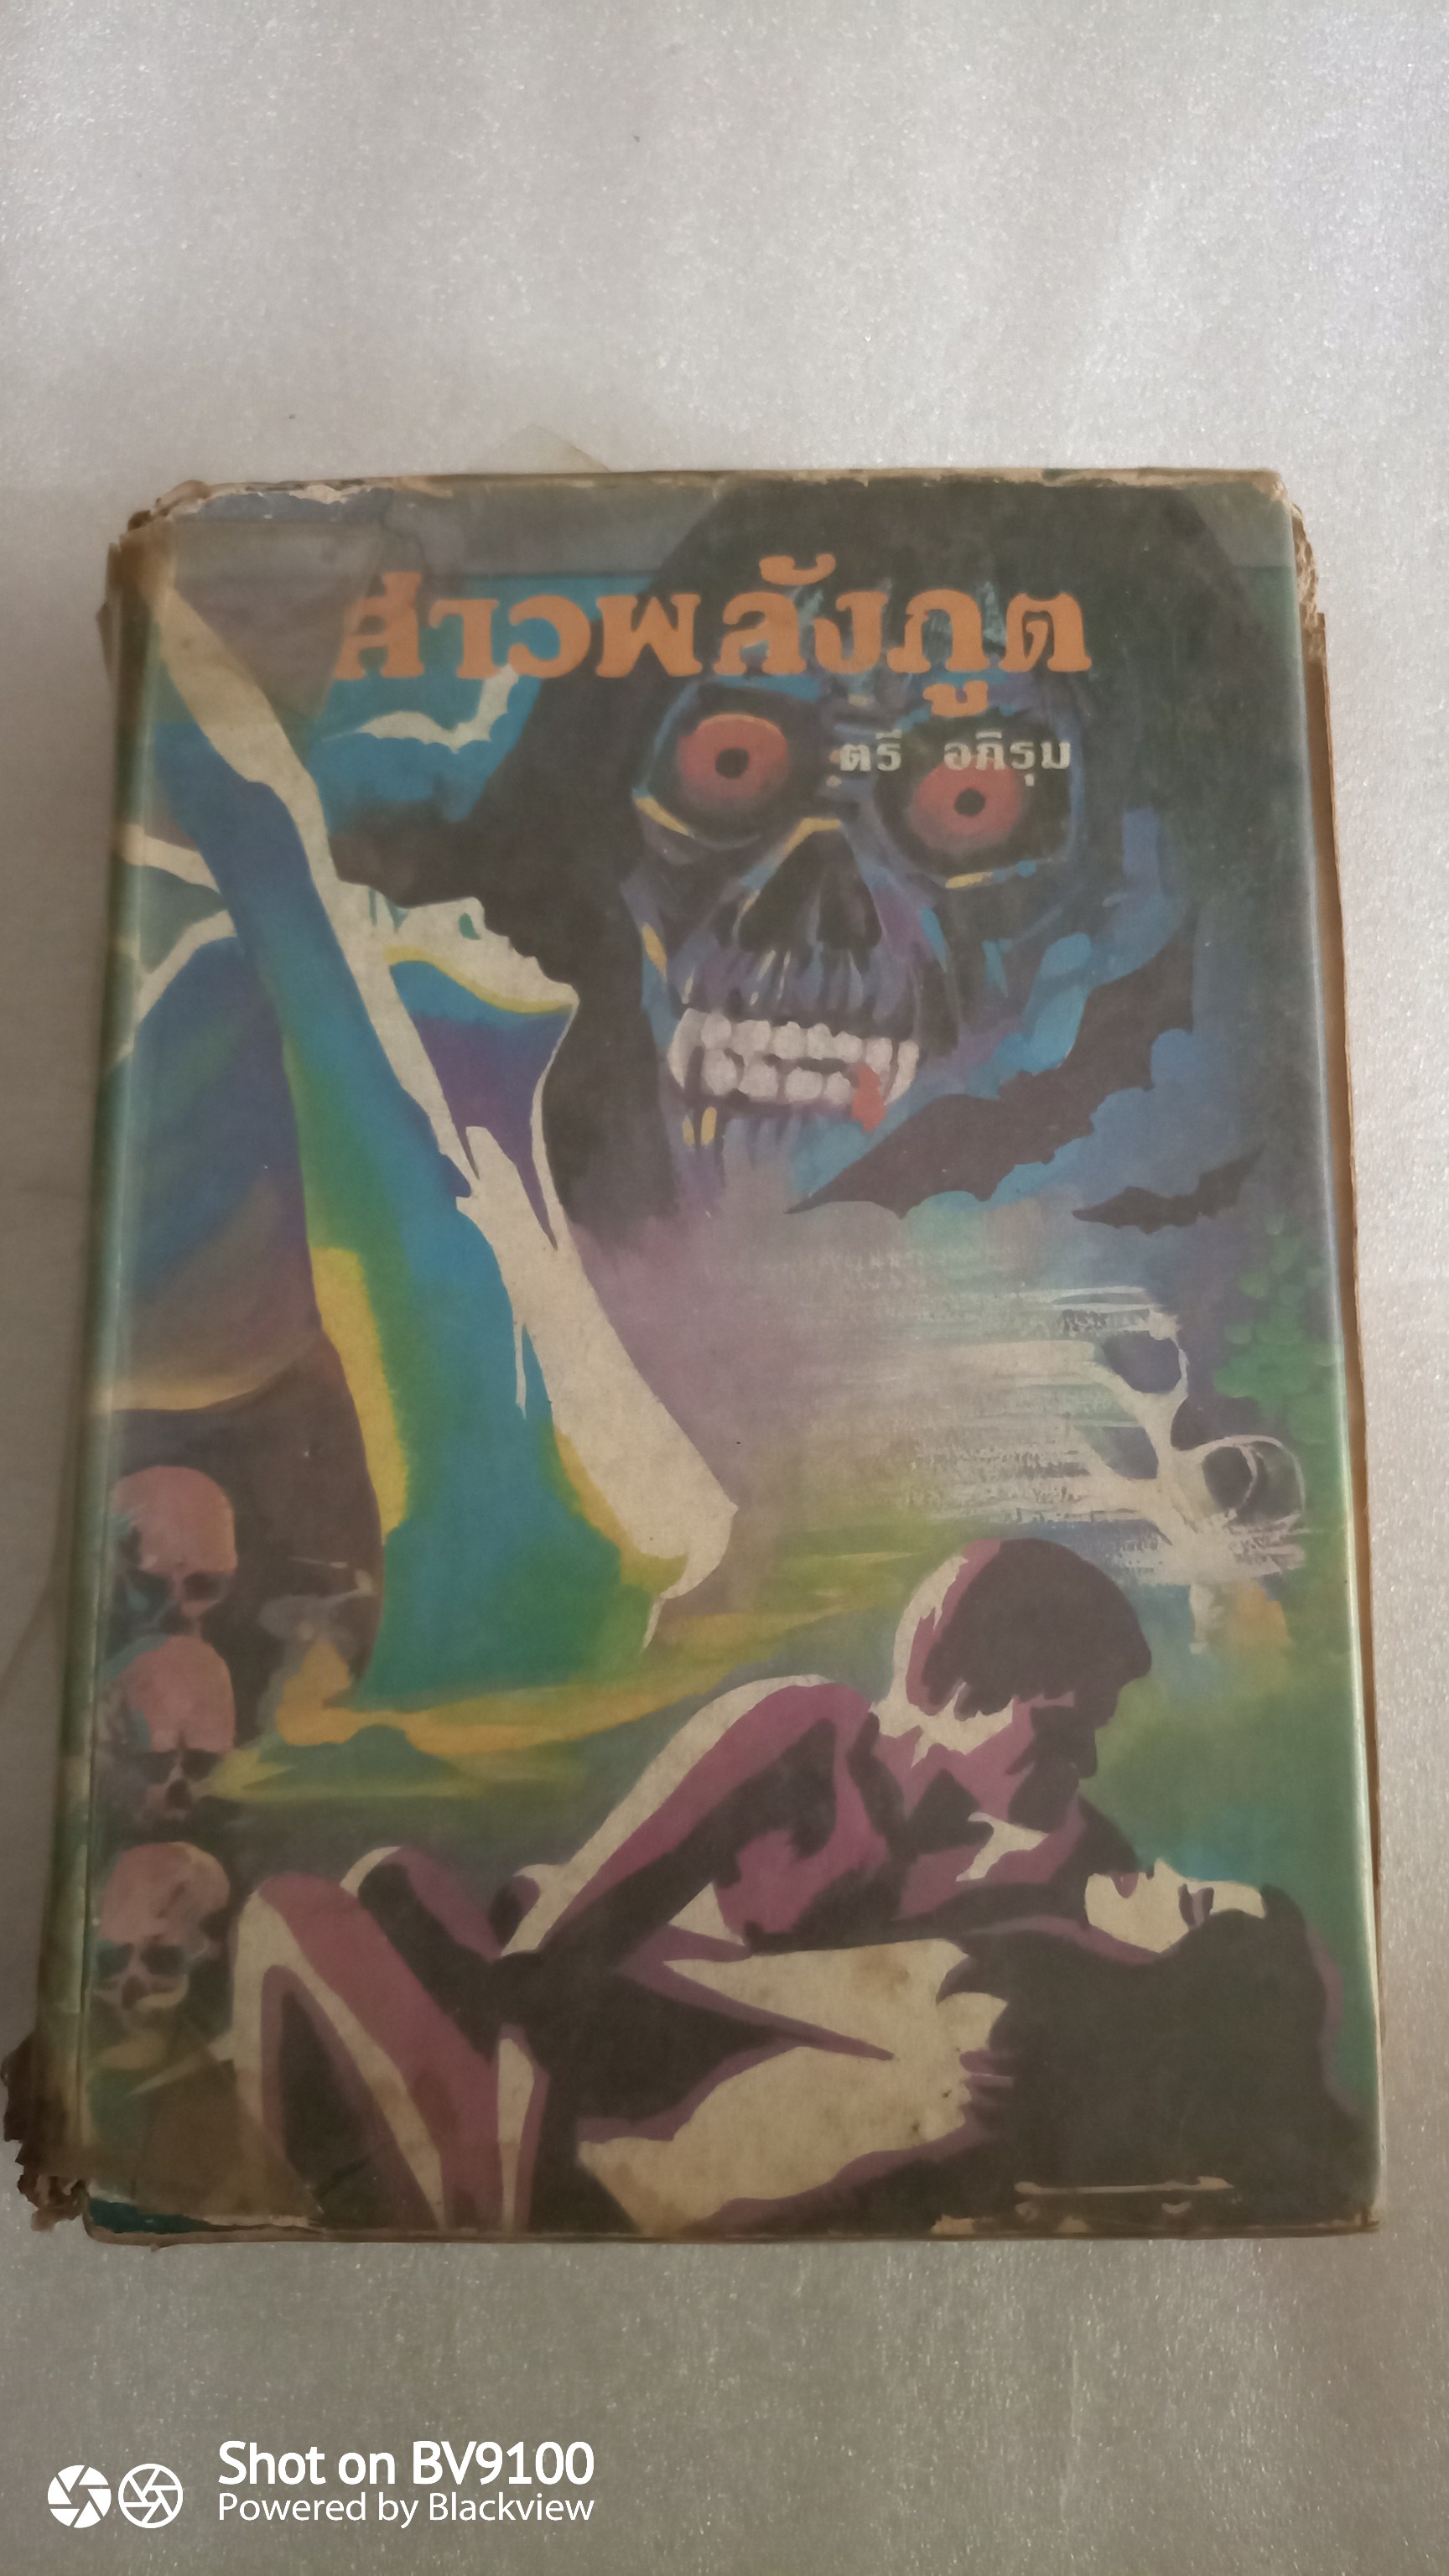 สาวพลังภูต
ตรี อภิรุม
Shot on BV9100
Powered by Blackview